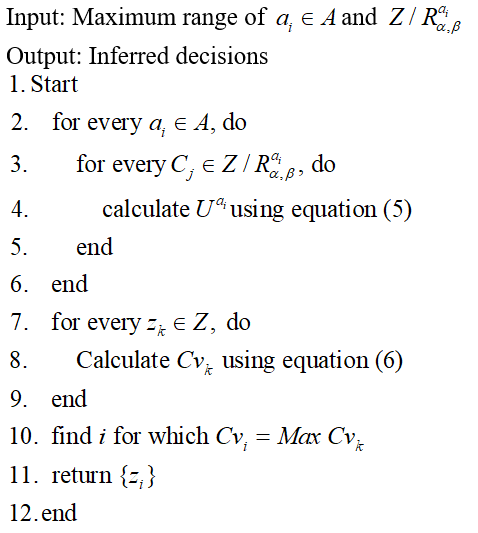 Input: Maximum range of $a_i \in A$ and $Z / R^{a_i}_{\alpha,\beta}$
Output: Inferred decisions
1. Start
2. for every $a_i \in A$, do
3. for every $C_j \in Z / R^{a_i}_{\alpha,\beta}$, do
4. calculate $U^{a_i}$ using equation (5)
5. end
6. end
7. for every $z_k \in Z$, do
8. Calculate $Cv_k$ using equation (6)
9. end
10. find $i$ for which $Cv_i = Max\ Cv_k$
11. return $\{z_i\}$
12. end